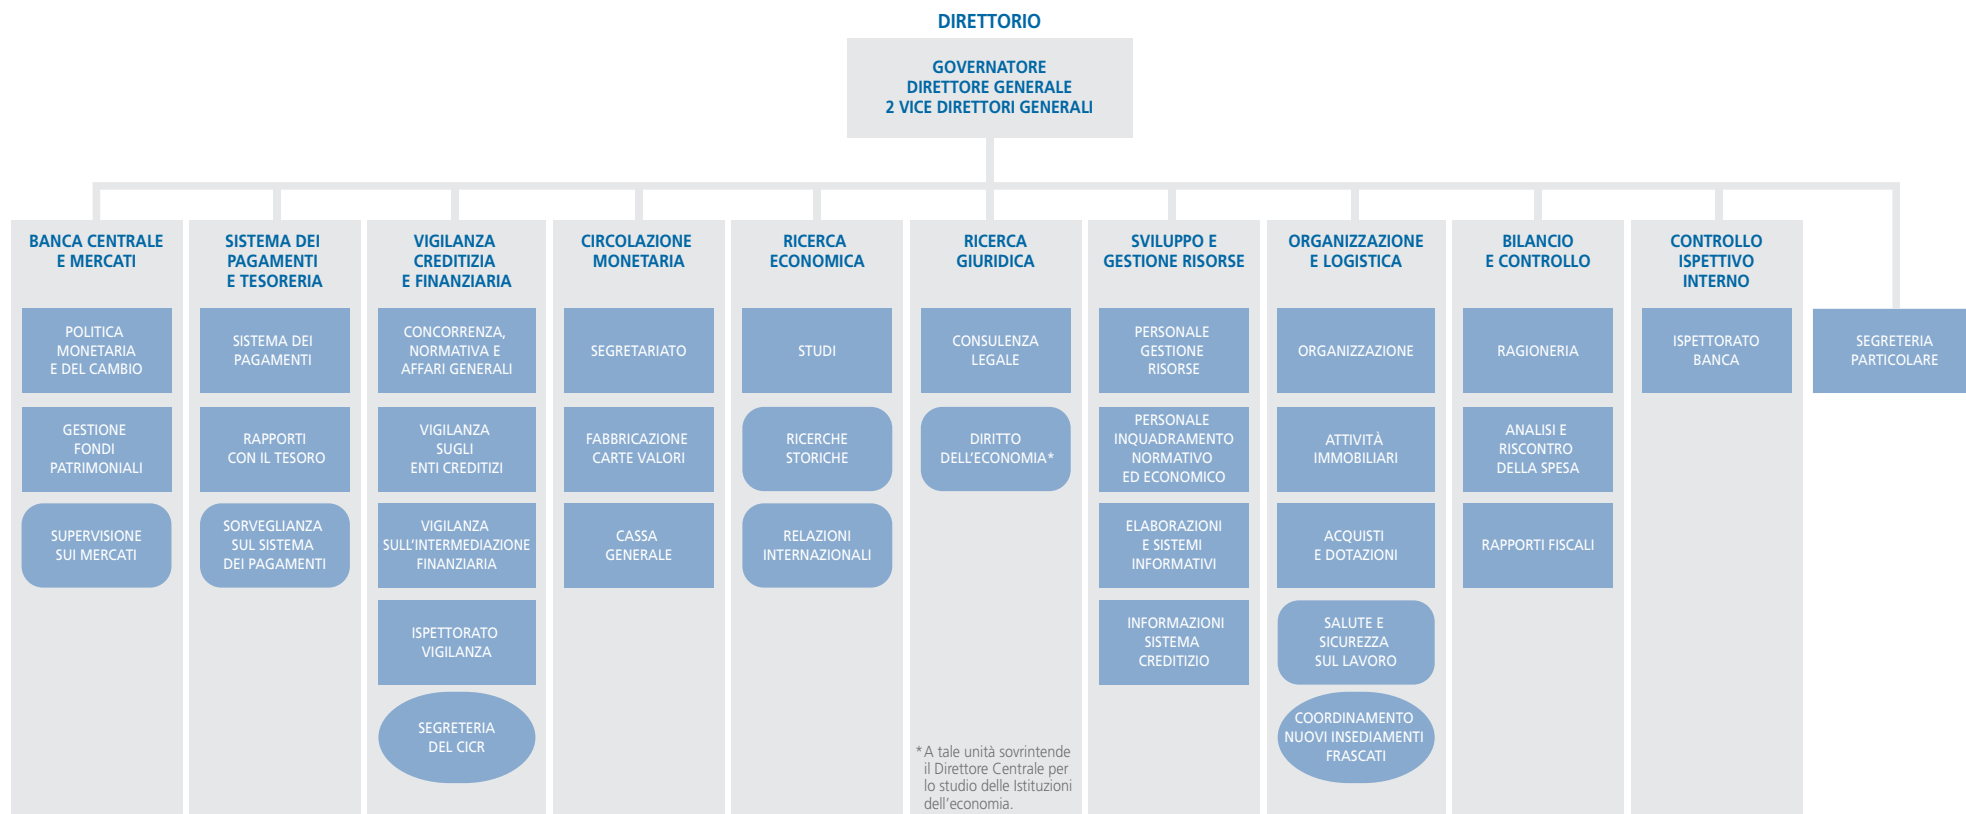 DIRETTORIO
GOVERNATORE
DIRETTORE GENERALE
2 VICE DIRETTORI GENERALI
BANCA CENTRALE
E MERCATI
POLITICA
MONETARIA
E DEL CAMBIO
GESTIONE
FONDI
PATRIMONIALI
SUPERVISIONE
SUI MERCATI
SISTEMA DEI
PAGAMENTI
E TESORERIA
SISTEMA DEI
PAGAMENTI
RAPPORTI
CON IL TESORO
SORVEGLIANZA
SUL SISTEMA
DEI PAGAMENTI
VIGILANZA
CREDITIZIA
E FINANZIARIA
CONCORRENZA,
NORMATIVA E
AFFARI GENERALI
VIGILANZA
SUGLI
ENTI CREDITIZI
VIGILANZA
SULL'INTERMEDIAZIONE
FINANZIARIA
ISPETTORATO
VIGILANZA
SEGRETERIA
DEL CICR
CIRCOLAZIONE
MONETARIA
SEGRETARIATO
FABBRICAZIONE
CARTE VALORI
CASSA
GENERALE
RICERCA
ECONOMICA
STUDI
RICERCHE
STORICHE
RELAZIONI
INTERNAZIONALI
RICERCA
GIURIDICA
CONSULENZA
LEGALE
DIRITTO
DELL'ECONOMIA*
* A tale unità sovrintende
il Direttore Centrale per
lo studio delle Istituzioni
dell'economia.
SVILUPPO E
GESTIONE RISORSE
PERSONALE
GESTIONE
RISORSE
PERSONALE
INQUADRAMENTO
NORMATIVO
ED ECONOMICO
ELABORAZIONI
E SISTEMI
INFORMATIVI
INFORMAZIONI
SISTEMA
CREDITIZIO
ORGANIZZAZIONE
E LOGISTICA
ORGANIZZAZIONE
ATTIVITÀ
IMMOBILIARI
ACQUISTI
E DOTAZIONI
SALUTE E
SICUREZZA
SUL LAVORO
COORDINAMENTO
NUOVI INSEDIAMENTI
FRASCATI
BILANCIO
E CONTROLLO
RAGIONERIA
ANALISI E
RISCONTRO
DELLA SPESA
RAPPORTI FISCALI
CONTROLLO
ISPETTIVO
INTERNO
ISPETTORATO
BANCA
SEGRETERIA
PARTICOLARE